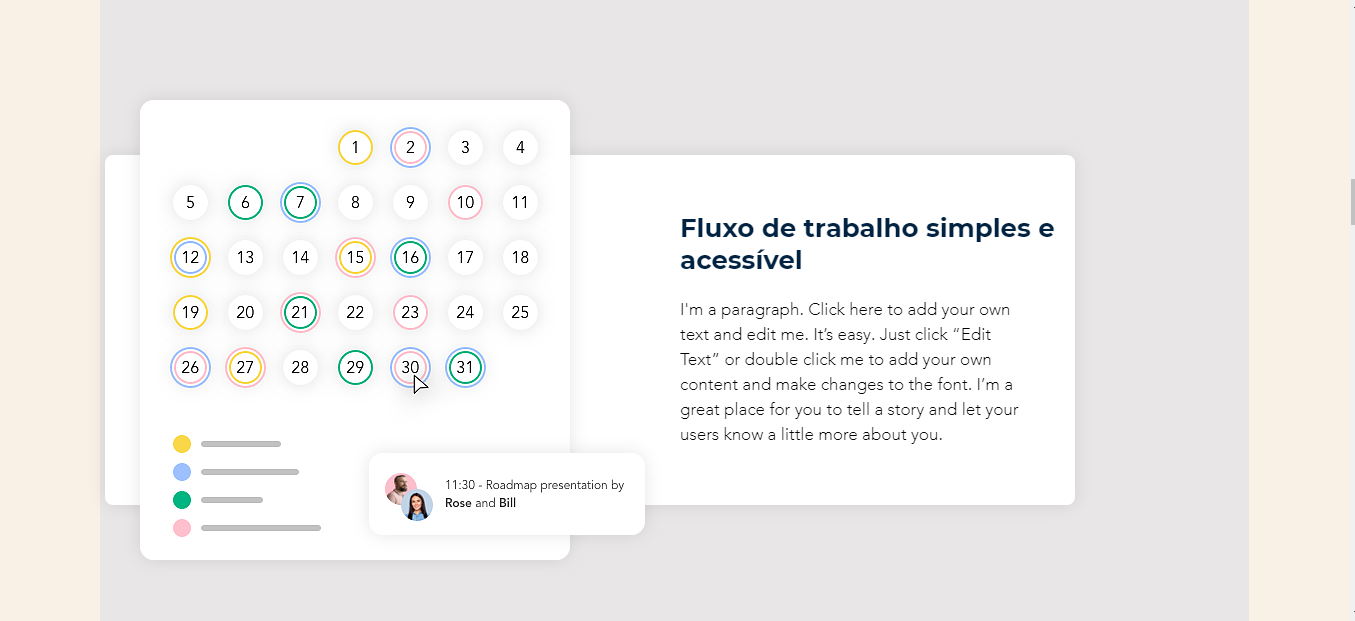 1 2 3 4
5 6 7 8 9 10 11
12 13 14 15 16 17 18
19 20 21 22 23 24 25
26 27 28 29 30 31
11:30 - Roadmap presentation by
Rose and Bill
Fluxo de trabalho simples e
acessível
I'm a paragraph. Click here to add your own
text and edit me. It’s easy. Just click “Edit
Text” or double click me to add your own
content and make changes to the font. I’m a
great place for you to tell a story and let your
users know a little more about you.